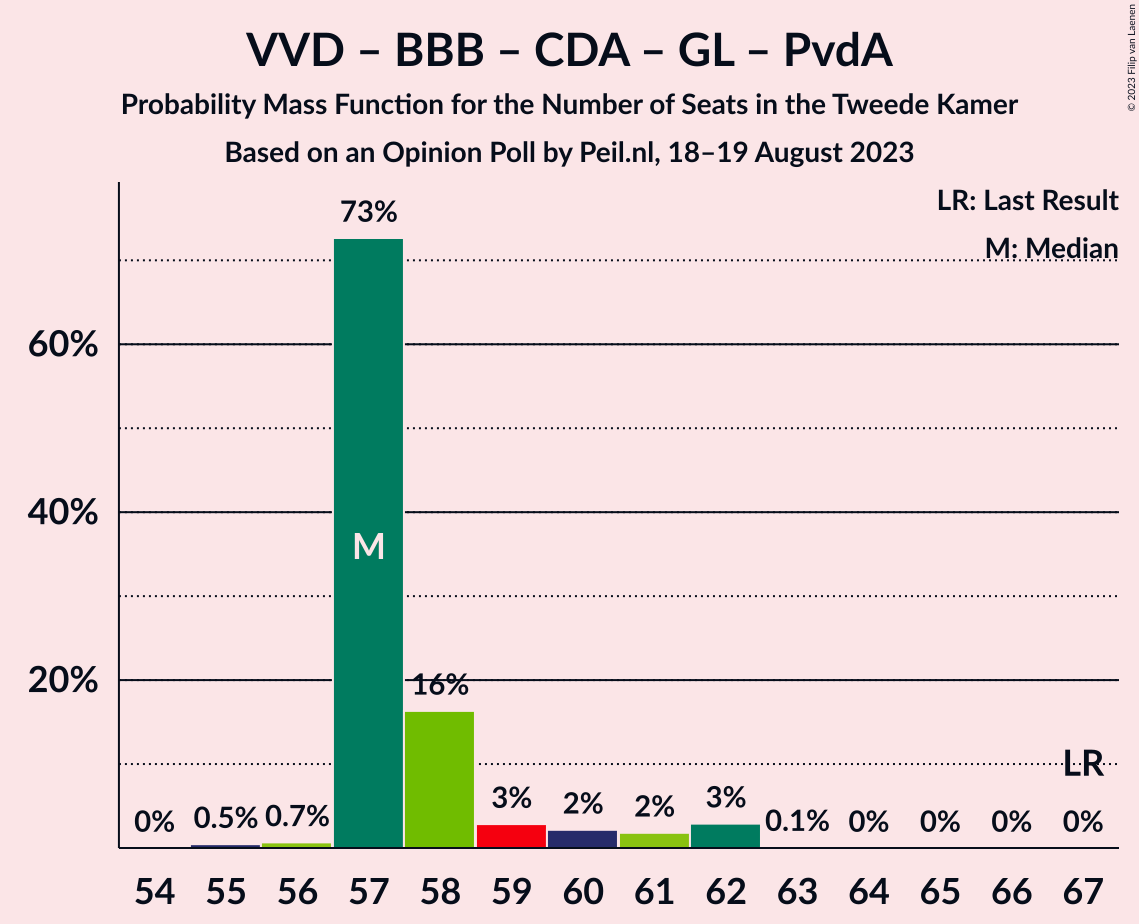 VVD – BBB – CDA – GL – PvdA
Probability Mass Function for the Number of Seats in the Tweede Kamer
Based on an Opinion Poll by Peil.nl, 18–19 August 2023
© 2023 Filip van Laenen
LR: Last Result
M: Median
60%
40%
20%
0%
0.5%
0.7%
73%
M
16%
3%
2%
2%
3%
0.1%
0%
0%
0%
LR
0%
54 55 56 57 58 59 60 61 62 63 64 65 66 67